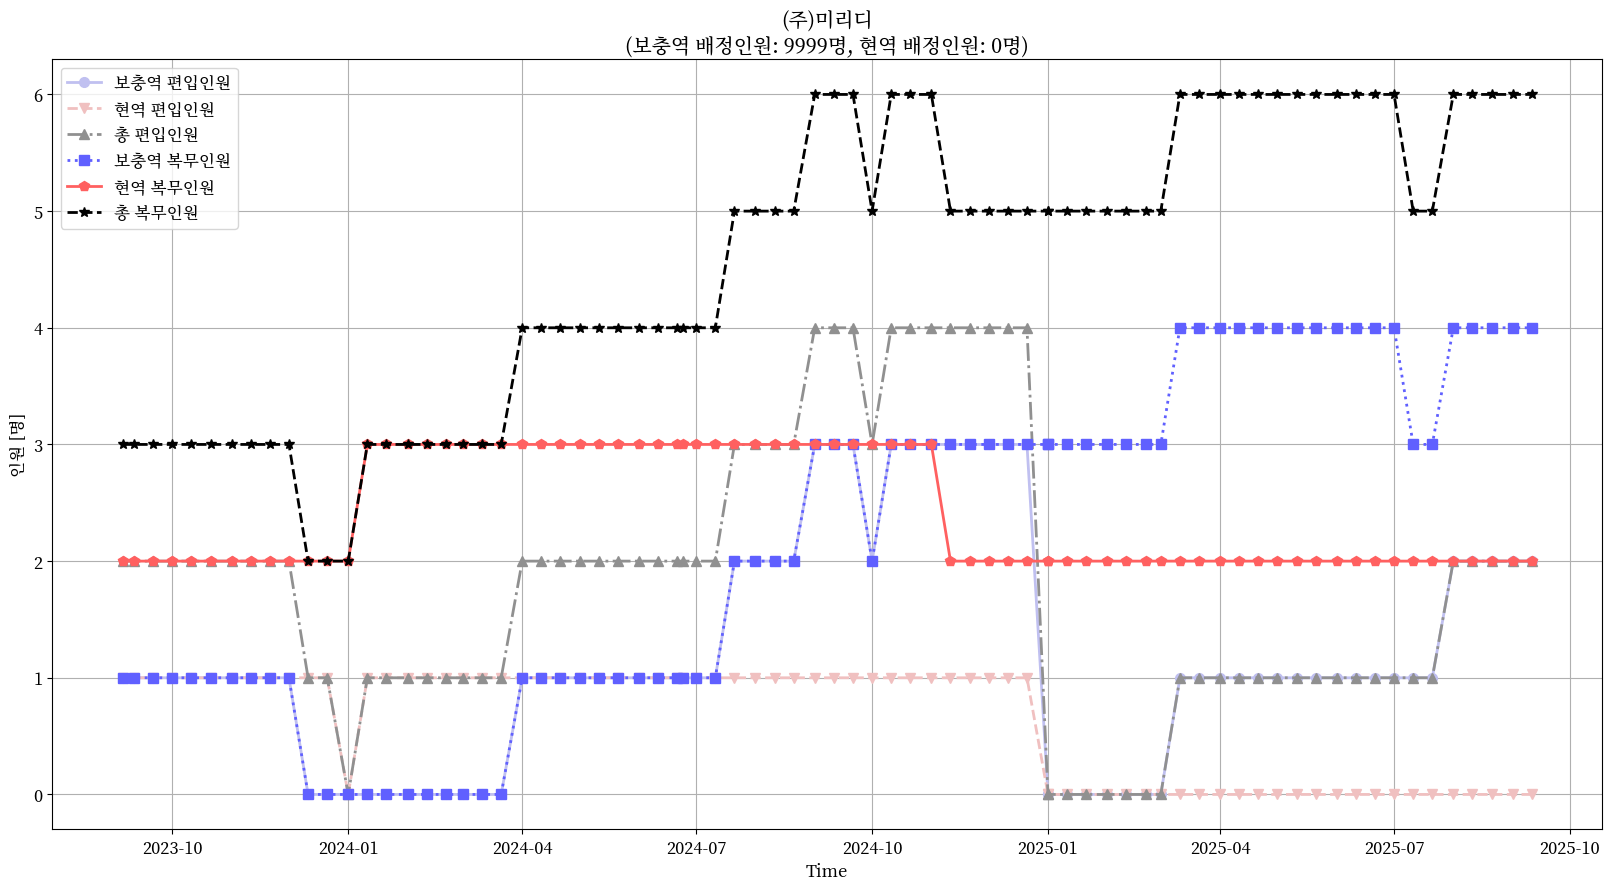 (주)미리디
(보충역 배정인원: 9999명, 현역 배정인원: 0명)
보충역 편입인원
현역 편입인원
총 편입인원
보충역 복무인원
현역 복무인원
총 복무인원
인원 [명]
6
5
4
3
2
1
0
2023-10
2024-01
2024-04
2024-07
2024-10
2025-01
2025-04
2025-07
2025-10
Time